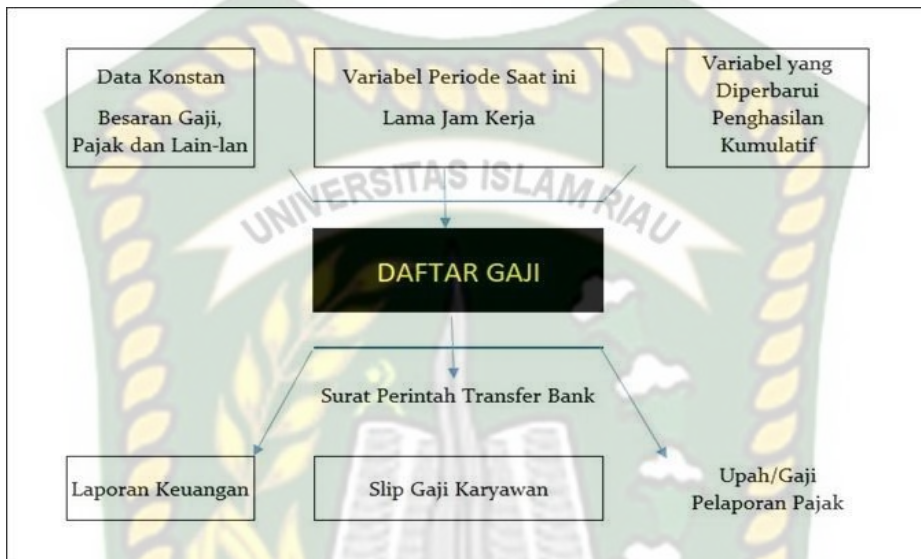 Data Konstan
Besaran Gaji,
Pajak dan Lain-lan
Variabel Periode Saat ini
Lama Jam Kerja
Variabel yang
Diperbarui
Penghasilan
Kumulatif
UNIVERSITAS ISLAM RIAU
DAFTAR GAJI
Surat Perintah Transfer Bank
Laporan Keuangan
Slip Gaji Karyawan
Upah/Gaji
Pelaporan Pajak